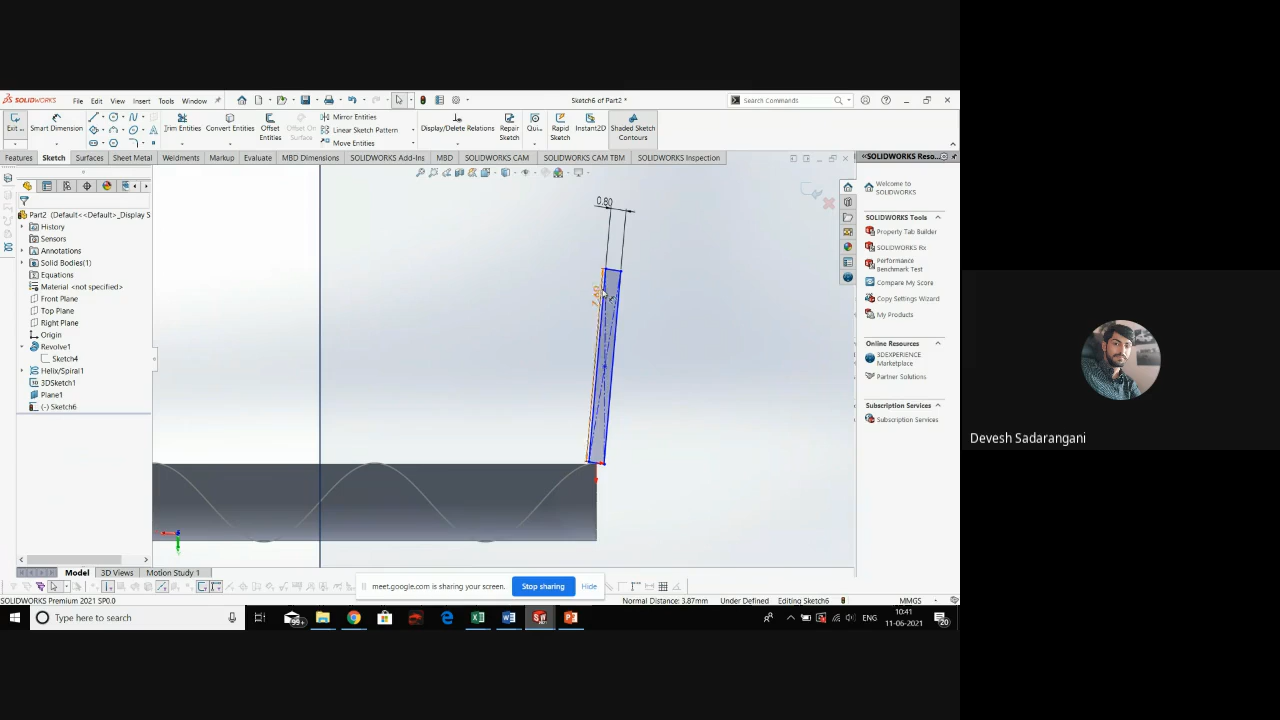 SOLIDWORKS File Edit View Insert Tools Window Sketch6 of Part2 * Search Commands
Exit... Smart Dimension Trim Entities Convert Entities Offset Entities Offset On Surface Mirror Entities Linear Sketch Pattern Move Entities Display/Delete Relations Repair Sketch Qui... Rapid Sketch Instant2D Shaded Sketch Contours
Features Sketch Surfaces Sheet Metal Weldments Markup Evaluate MBD Dimensions SOLIDWORKS Add-Ins MBD SOLIDWORKS CAM SOLIDWORKS CAM TBM SOLIDWORKS Inspection
SOLIDWORKS Reso...
Part2 (Default<<Default>_Display S
History
Sensors
Annotations
Solid Bodies(1)
Equations
Material <not specified>
Front Plane
Top Plane
Right Plane
Origin
Revolve1
Sketch4
Helix/Spiral1
3DSketch1
Plane1
(-) Sketch6
0.80
Welcome to
SOLIDWORKS
SOLIDWORKS Tools
Property Tab Builder
SOLIDWORKS Rx
Performance
Benchmark Test
Compare My Score
Copy Settings Wizard
My Products
Online Resources
3DEXPERIENCE
Marketplace
Partner Solutions
Subscription Services
Subscription Services
Devesh Sadarangani
Model 3D Views Motion Study 1
meet.google.com is sharing your screen. Stop sharing Hide
SOLIDWORKS Premium 2021 SP0.0 Normal Distance: 3.87mm Under Defined Editing Sketch6 MMGS
Type here to search 99+ ENG 10:41
11-06-2021 20